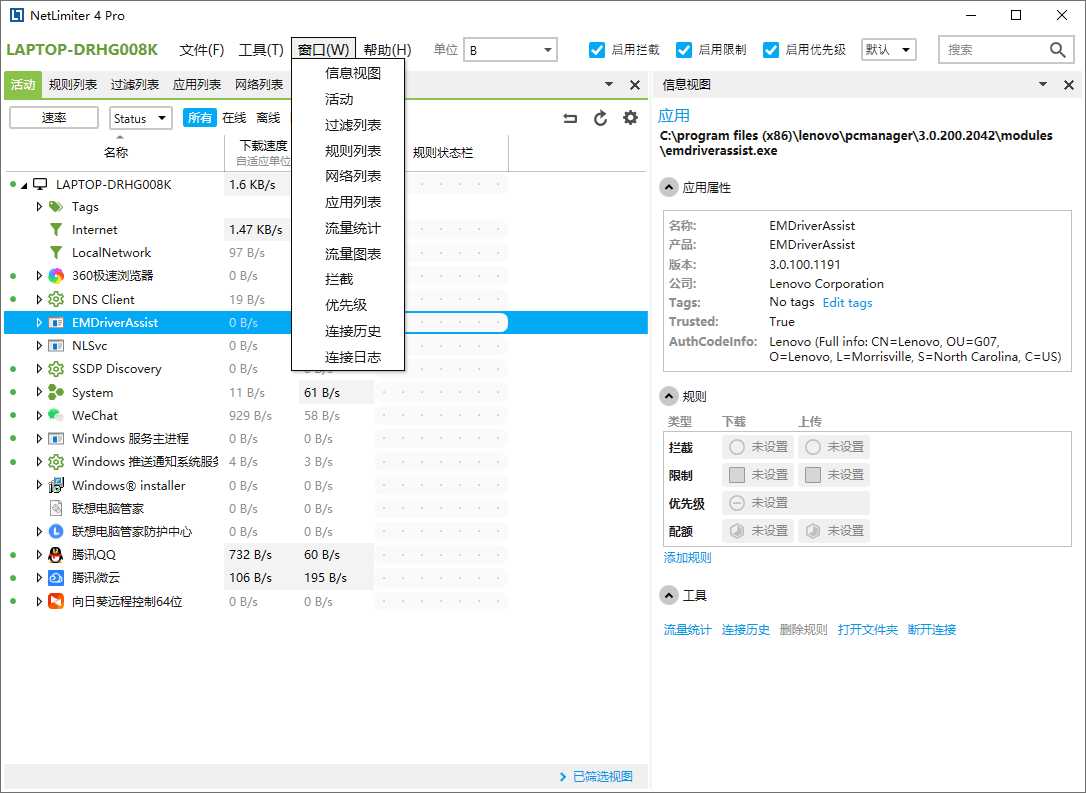 NetLimiter 4 Pro
LAPTOP-DRHG008K 文件(F) 工具(T) 窗口(W) 帮助(H) 单位 B 启用拦截 启用限制 启用优先级 默认 搜索
活动 规则列表 过滤列表 应用列表 网络列表
速率 Status 所有 在线 离线
名称 下载速度 规则状态栏
自适应单位
信息视图
活动
过滤列表
规则列表
网络列表
应用列表
流量统计
流量图表
拦截
优先级
连接历史
连接日志
LAPTOP-DRHG008K 1.6 KB/s
Tags
Internet 1.47 KB/s
LocalNetwork 97 B/s
360极速浏览器 0 B/s
DNS Client 19 B/s
EMDriverAssist 0 B/s
NLSvc 0 B/s
SSDP Discovery 0 B/s 0 B/s
System 11 B/s 61 B/s
WeChat 929 B/s 58 B/s
Windows 服务主进程 0 B/s 0 B/s
Windows 推送通知系统服务 4 B/s 3 B/s
Windows® installer 0 B/s 0 B/s
联想电脑管家 0 B/s 0 B/s
联想电脑管家防护中心 0 B/s 0 B/s
腾讯QQ 732 B/s 60 B/s
腾讯微云 106 B/s 195 B/s
向日葵远程控制64位 0 B/s 0 B/s
已筛选视图
信息视图
应用
C:\program files (x86)\lenovo\pcmanager\3.0.200.2042\modules
\emdriverassist.exe
应用属性
名称: EMDriverAssist
产品: EMDriverAssist
版本: 3.0.100.1191
公司: Lenovo Corporation
Tags: No tags Edit tags
Trusted: True
AuthCodeInfo: Lenovo (Full info: CN=Lenovo, OU=G07,
O=Lenovo, L=Morrisville, S=North Carolina, C=US)
规则
类型 下载 上传
拦截 未设置 未设置
限制 未设置 未设置
优先级 未设置
配额 未设置 未设置
添加规则
工具
流量统计 连接历史 删除规则 打开文件夹 断开连接